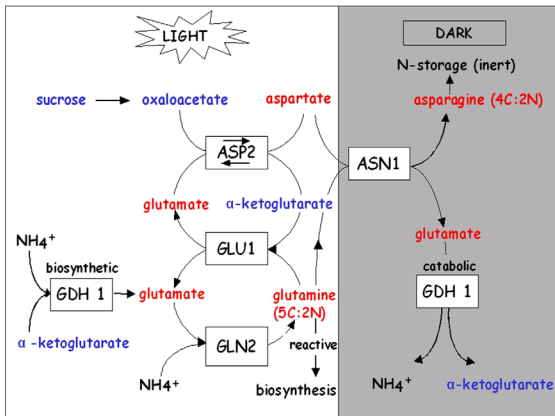 LIGHT
DARK
N-storage (inert)
sucrose
oxaloacetate
aspartate
asparagine (4C:2N)
ASP2
ASN1
glutamate
α-ketoglutarate
glutamate
NH4+
GLU1
biosynthetic
catabolic
GDH 1
glutamate
glutamine
(5C:2N)
GDH 1
α -ketoglutarate
GLN2
reactive
NH4+
biosynthesis
NH4+
α-ketoglutarate